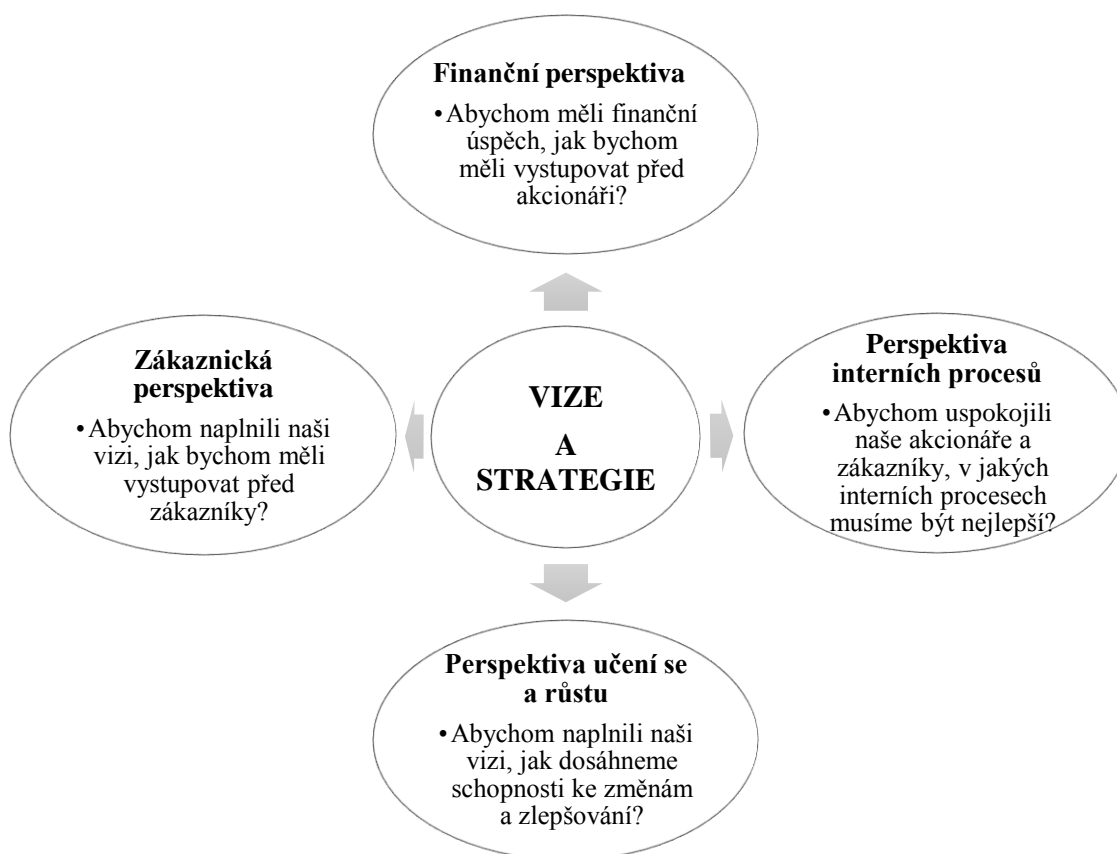 Finanční perspektiva
•Abychom měli finanční
úspěch, jak bychom
měli vystupovat před
akcionáři?
Zákaznická
perspektiva
•Abychom naplnili naši
vizi, jak bychom měli
vystupovat před
zákazníky?
VIZE
A
STRATEGIE
Perspektiva
interních procesů
•Abychom uspokojili
naše akcionáře a
zákazníky, v jakých
interních procesech
musíme být nejlepší?
Perspektiva učení se
a růstu
•Abychom naplnili naši
vizi, jak dosáhneme
schopnosti ke změnám
a zlepšování?